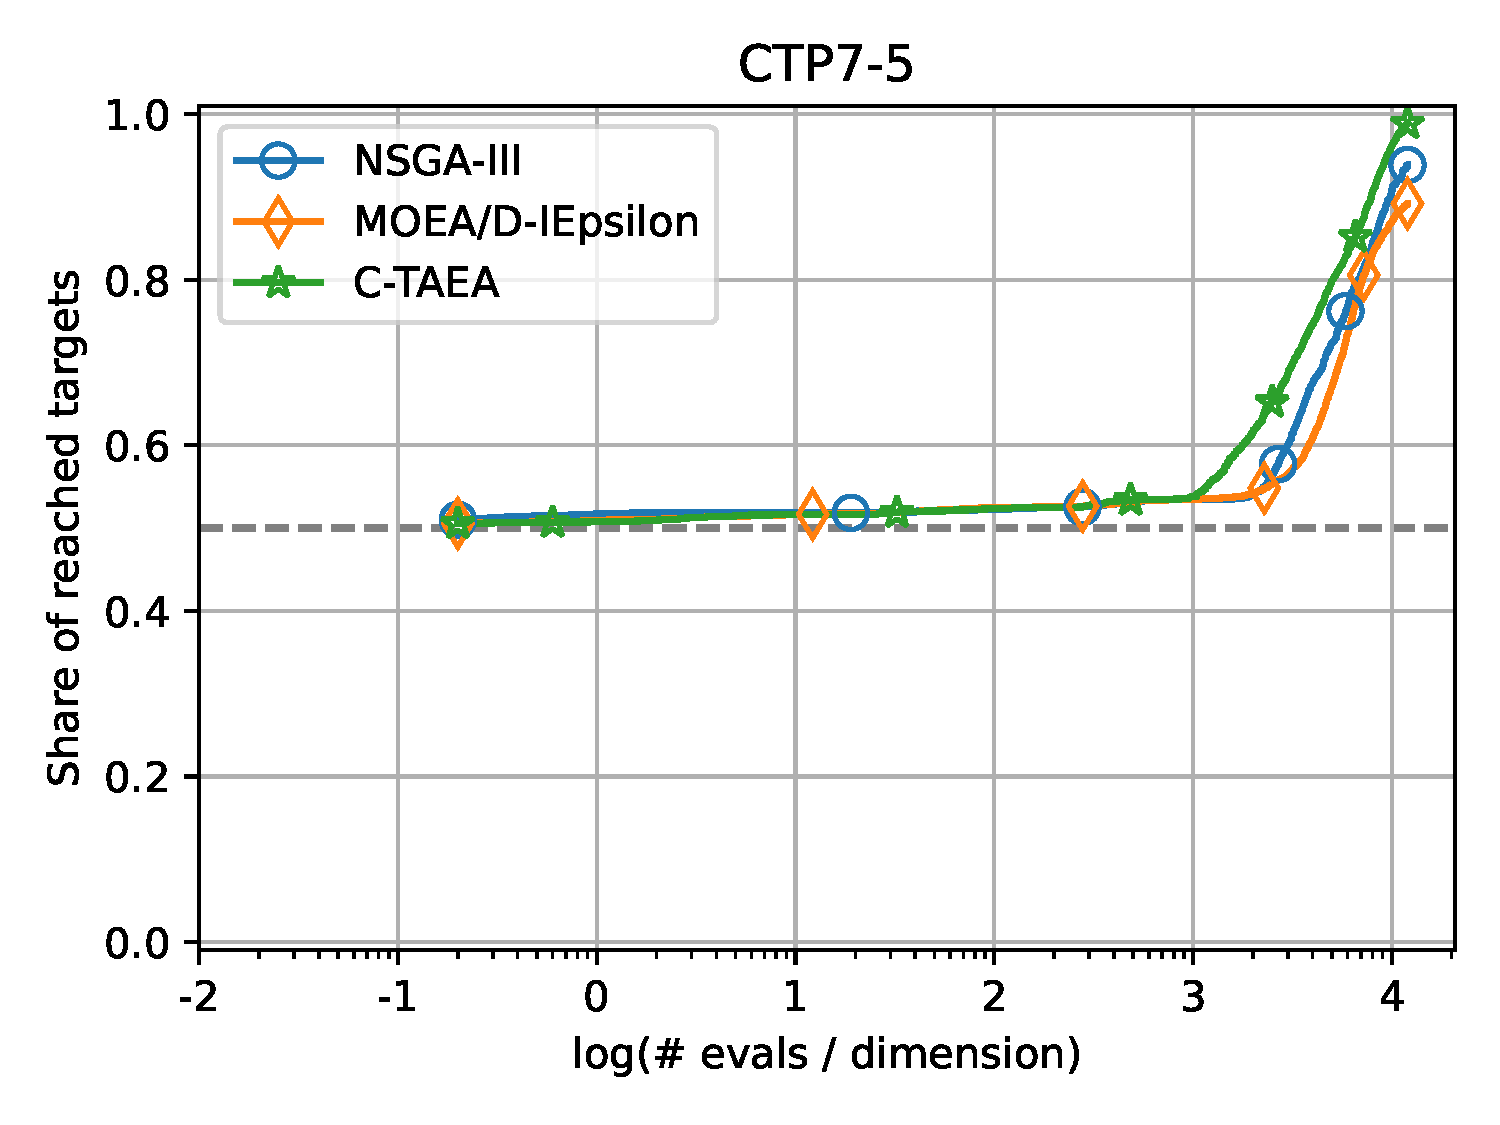 CTP7-5
1.0
0.8
0.6
0.4
0.2
0.0
Share of reached targets
NSGA-III
MOEA/D-IEpsilon
C-TAEA
-2 -1 0 1 2 3 4
log(# evals / dimension)